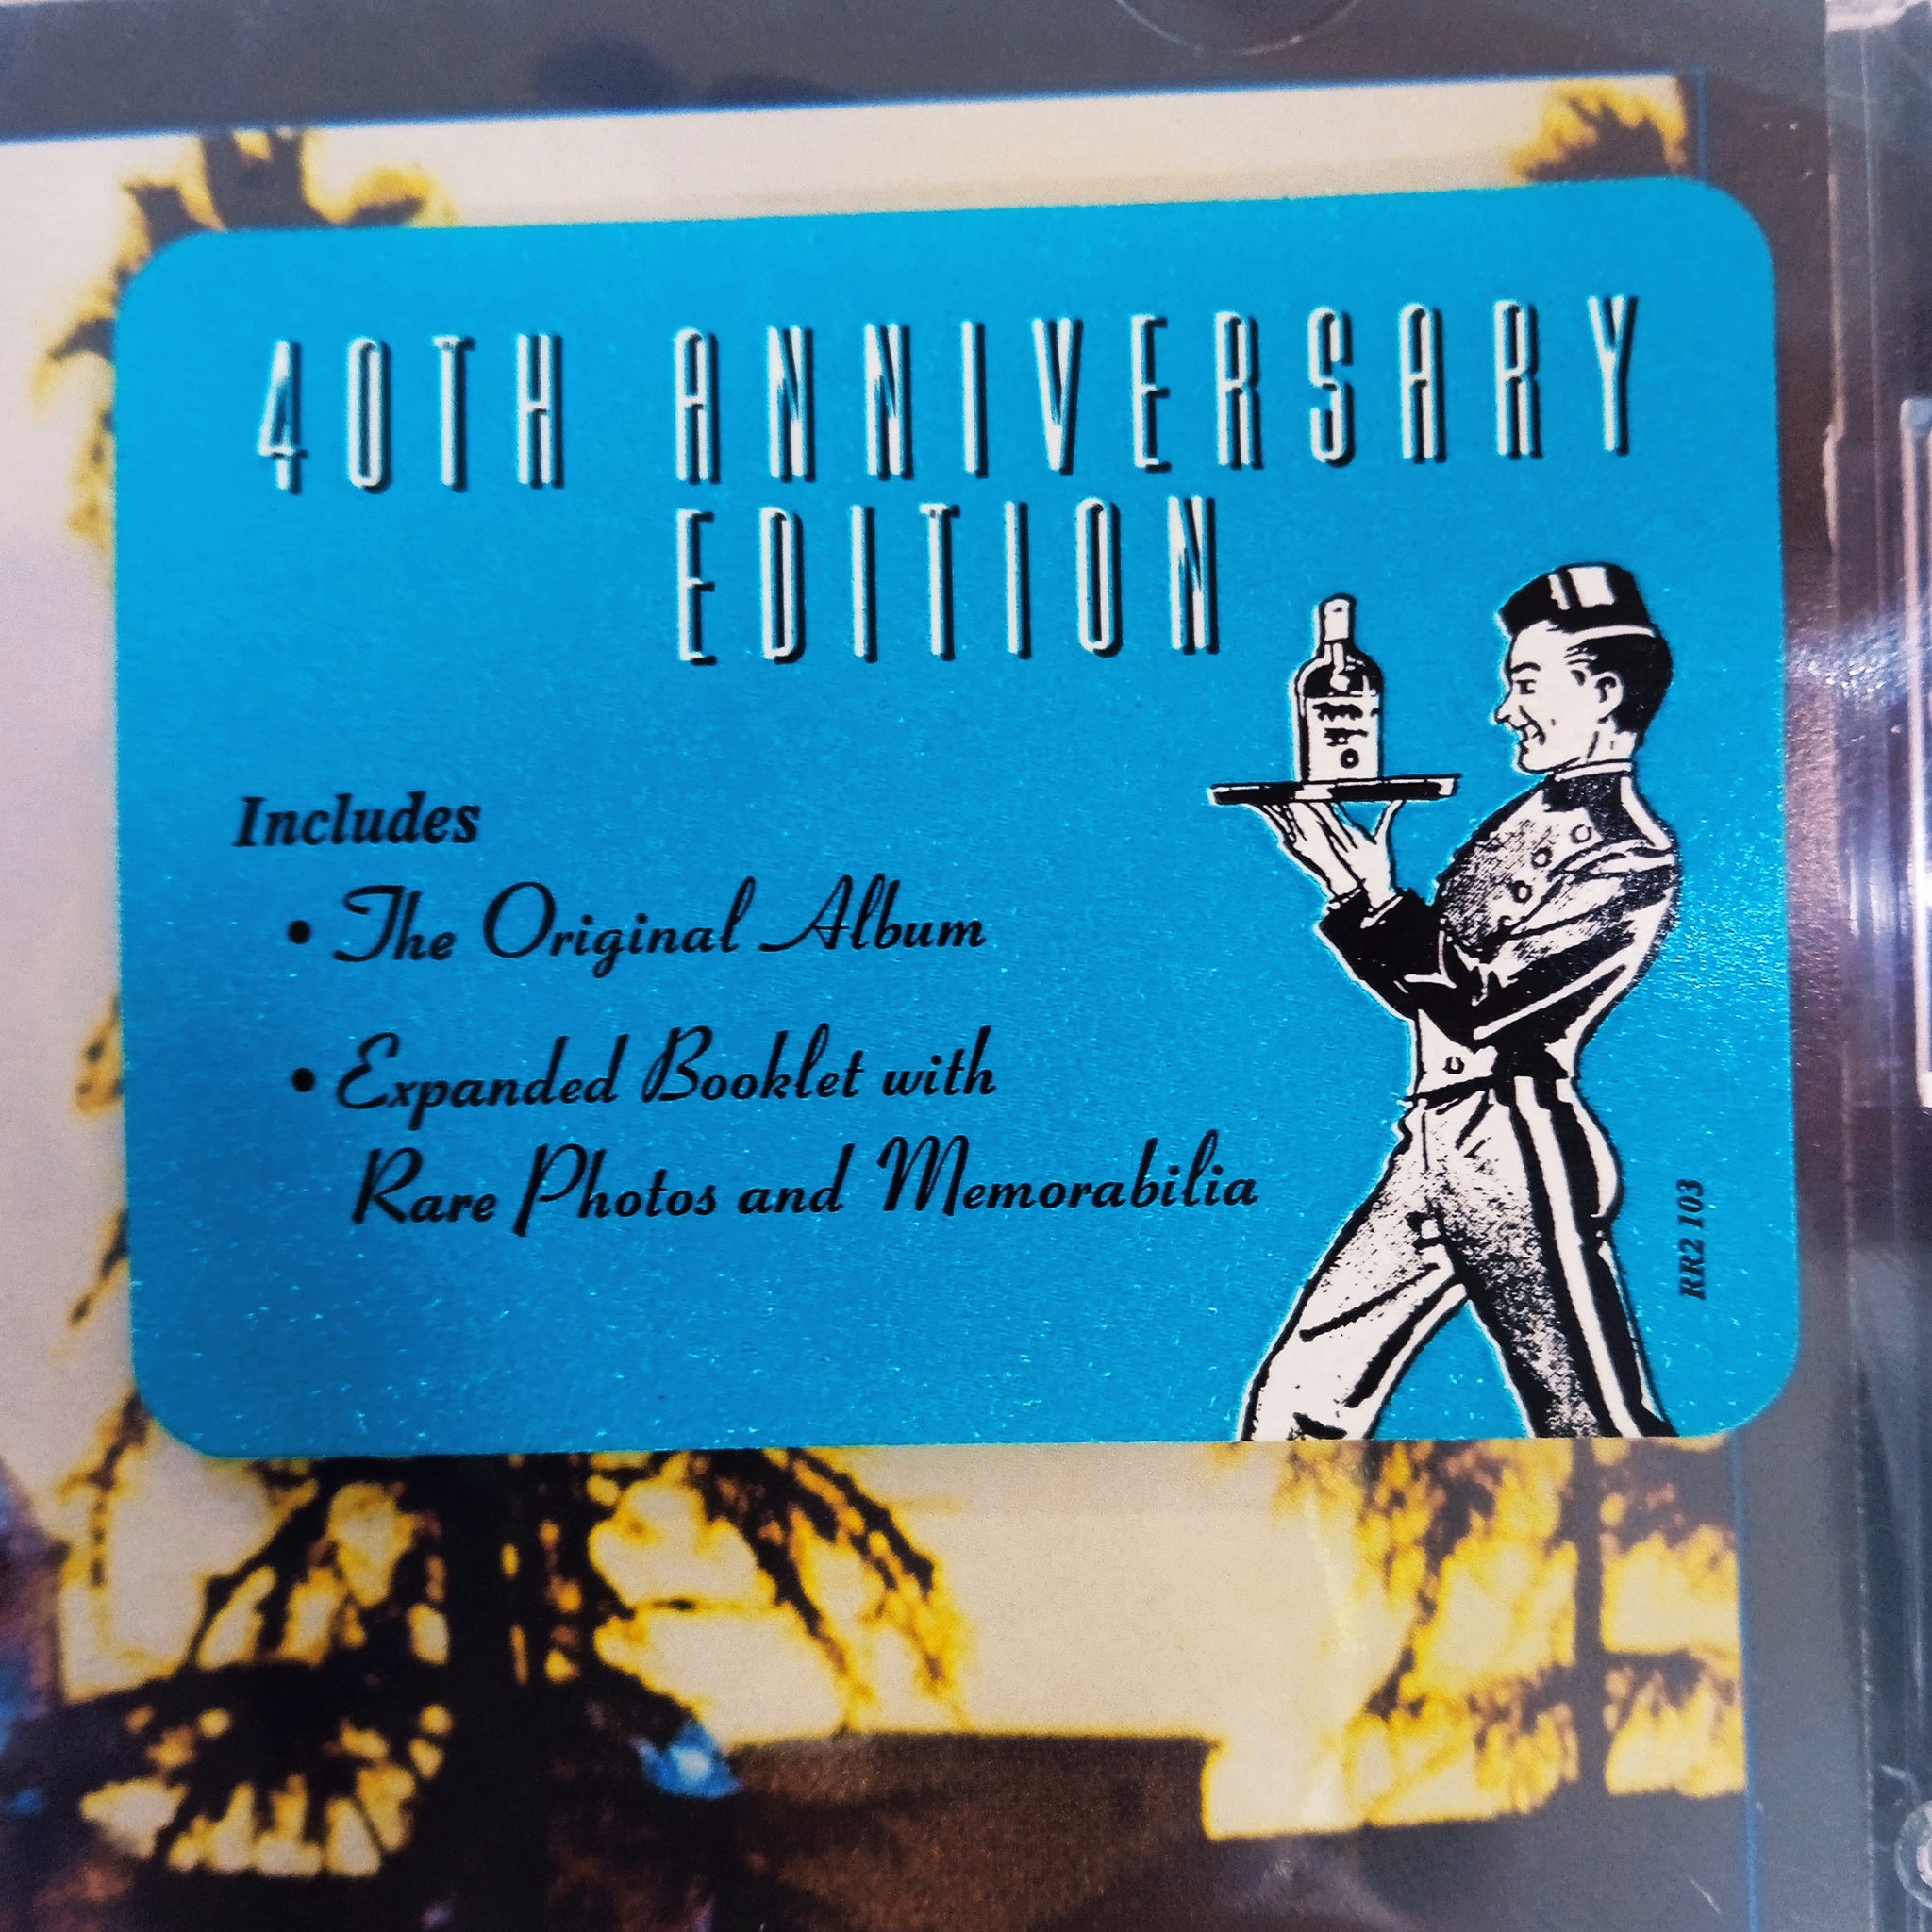 40TH ANNIVERSARY
EDITION
Includes
• The Original Album
• Expanded Booklet with
Rare Photos and Memorabilia
RR2 103